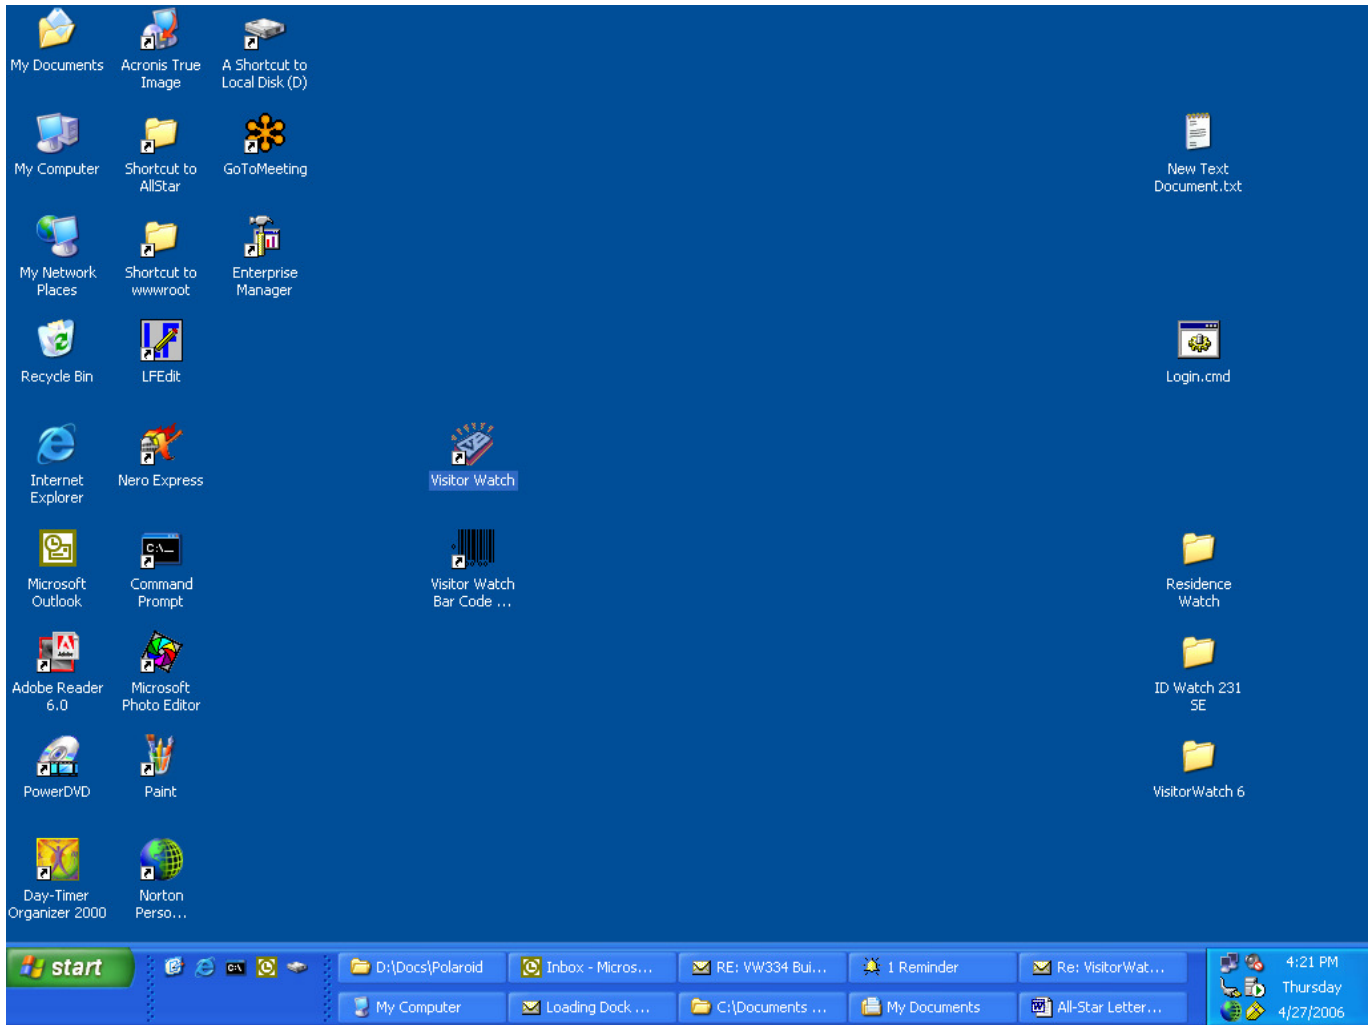 My Documents
Acronis True
Image
A Shortcut to
Local Disk (D)
My Computer
Shortcut to
AllStar
GoToMeeting
New Text
Document.txt
My Network
Places
Shortcut to
wwwroot
Enterprise
Manager
Recycle Bin
LFEdit
Login.cmd
Internet
Explorer
Nero Express
Visitor Watch
Microsoft
Outlook
C:\_
Command
Prompt
Visitor Watch
Bar Code ...
Residence
Watch
Adobe Reader
6.0
Microsoft
Photo Editor
ID Watch 231
SE
PowerDVD
Paint
VisitorWatch 6
Day-Timer
Organizer 2000
Norton
Perso...
start
D:\Docs\Polaroid
Inbox - Micros...
RE: VW334 Bui...
1 Reminder
Re: VisitorWat...
My Computer
Loading Dock ...
C:\Documents ...
My Documents
All-Star Letter...
4:21 PM
Thursday
4/27/2006